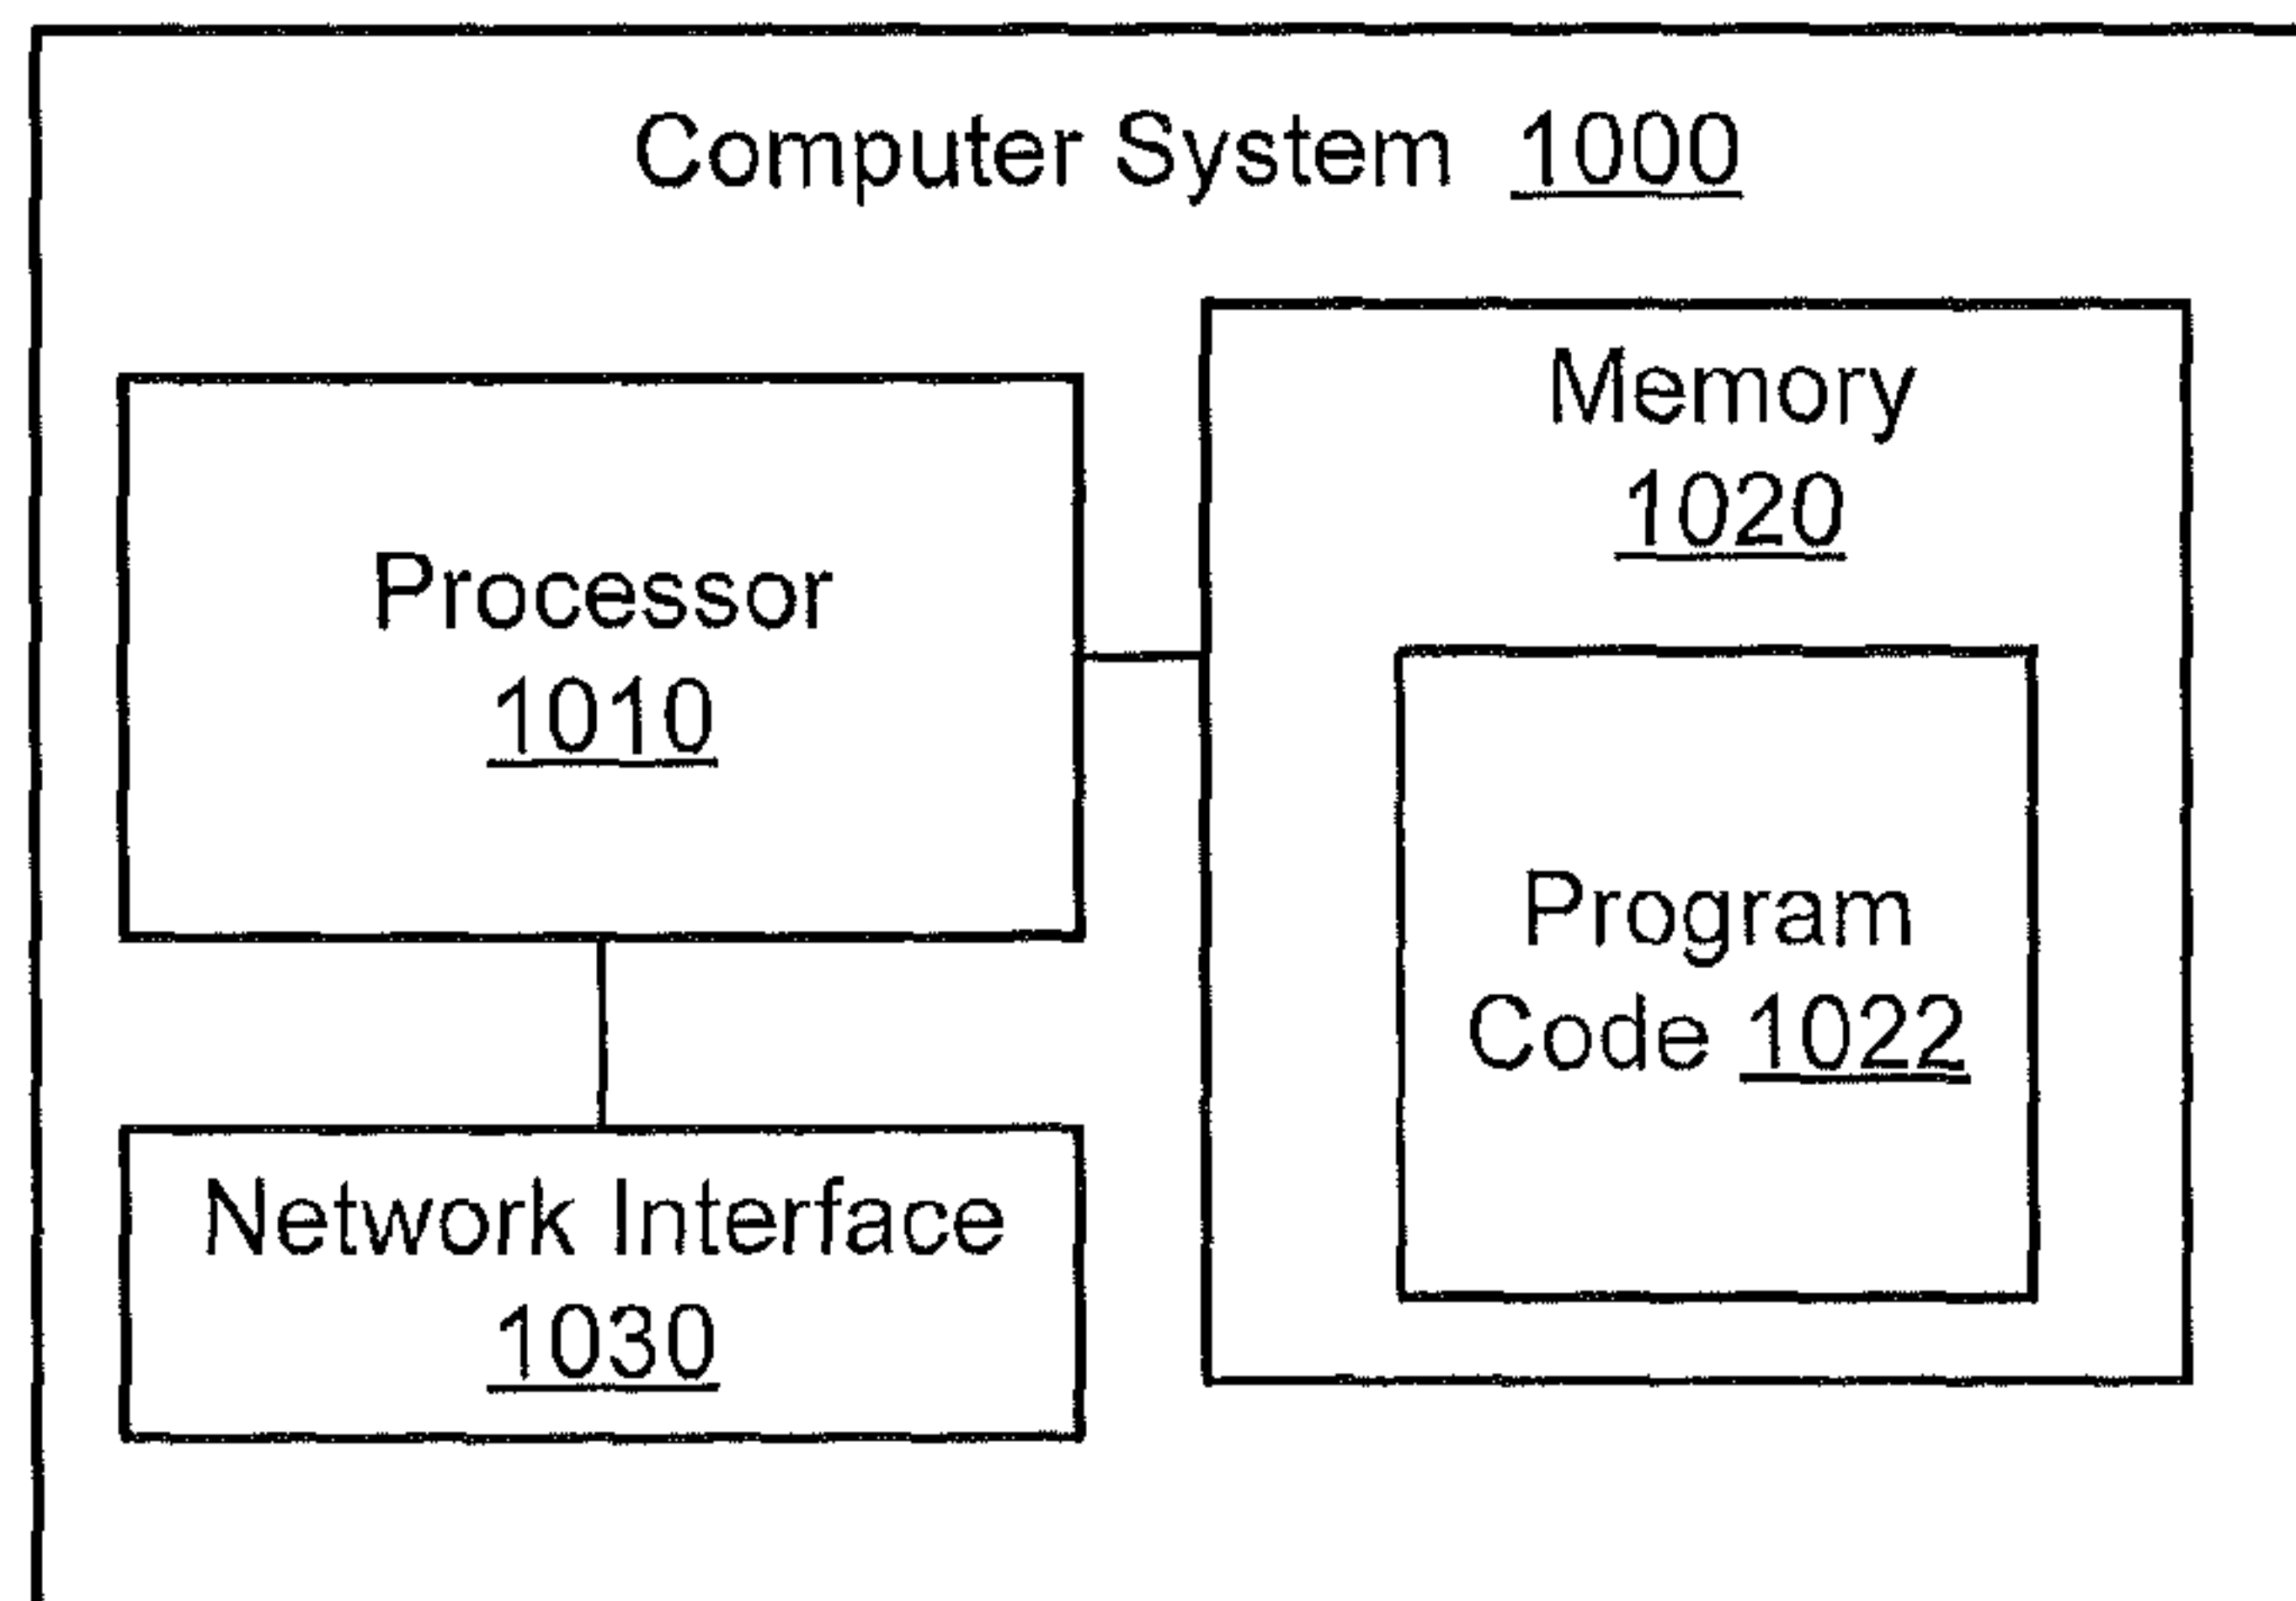 Computer System 1000
Processor
1010
Memory
1020
Program
Code 1022
Network Interface
1030